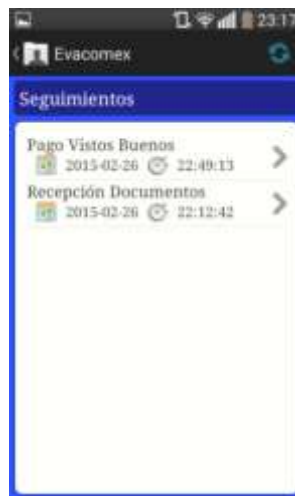 23:17
Evacomex
Seguimientos
Pago Vistos Buenos
2015-02-26 22:49:13
Recepción Documentos
2015-02-26 22:12:42